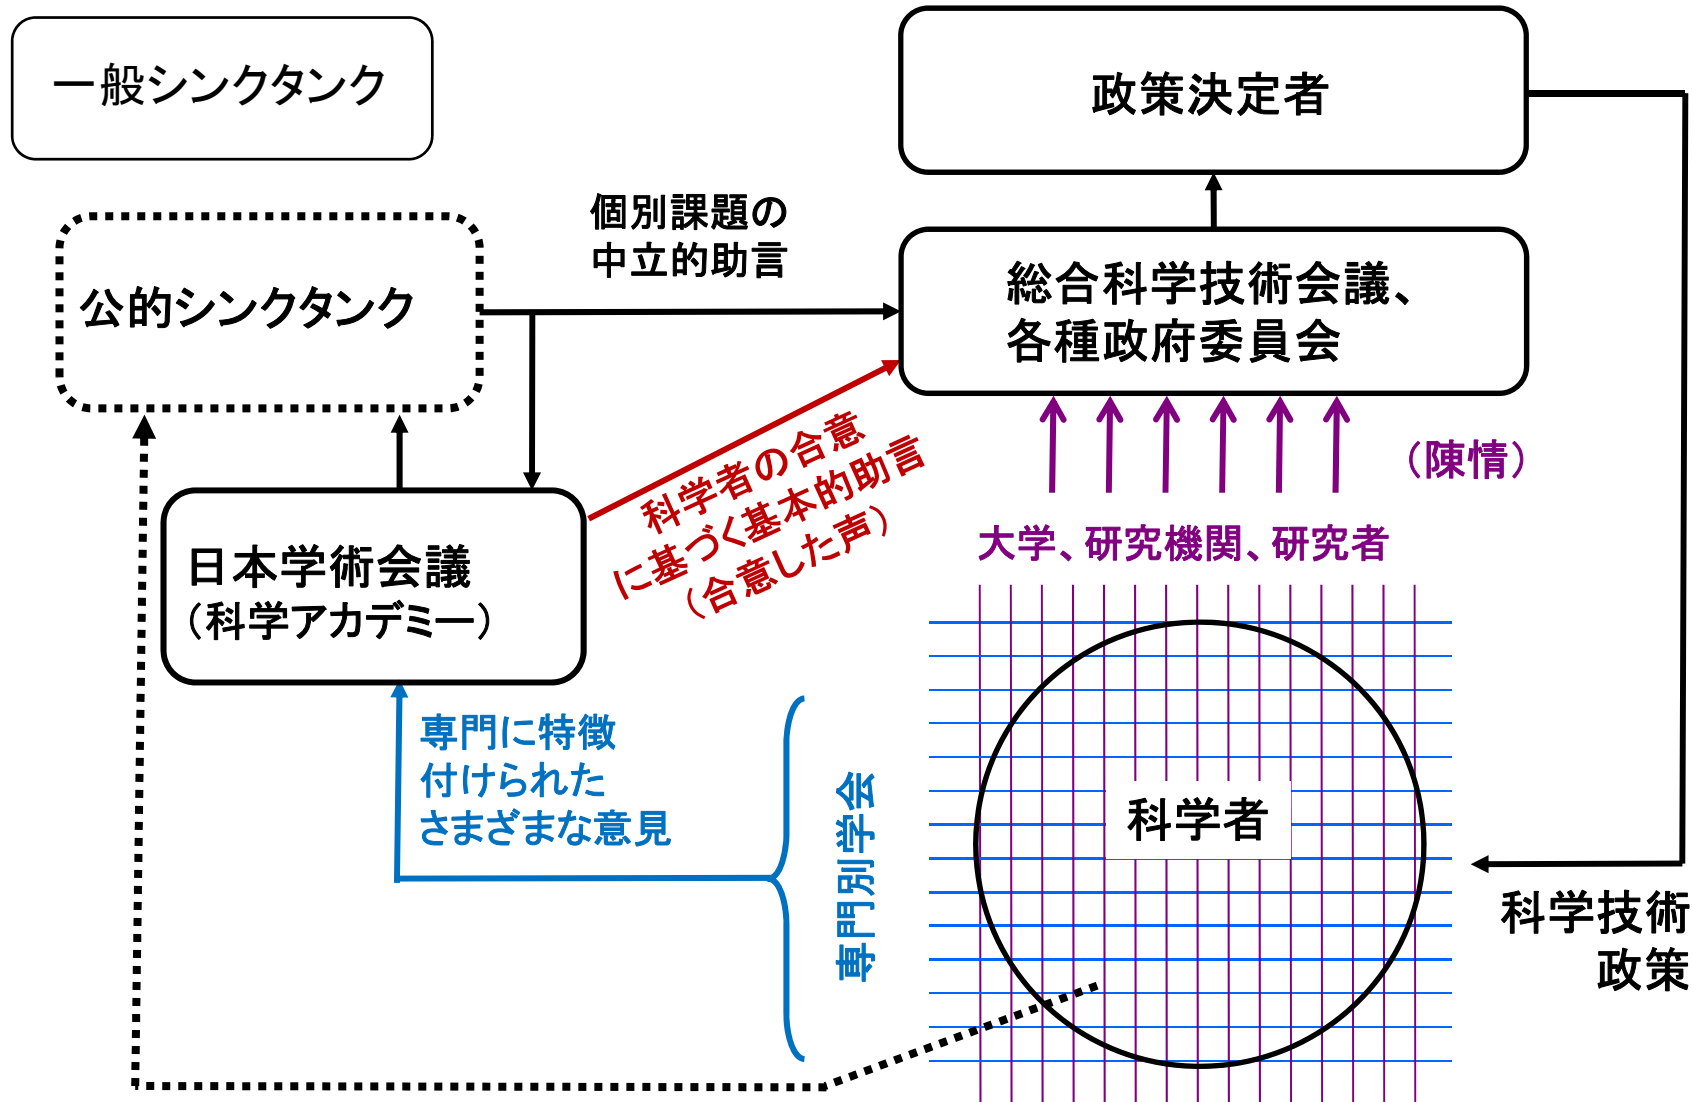 一般シンクタンク
政策決定者
個別課題の
中立的助言
公的シンクタンク
総合科学技術会議、
各種政府委員会
科学者の合意
に基づく基本的助言
（合意した声）
（陳情）
大学、研究機関、研究者
日本学術会議
（科学アカデミー）
専門に特徴
付けられた
さまざまな意見
専門別学会
科学者
科学技術
政策